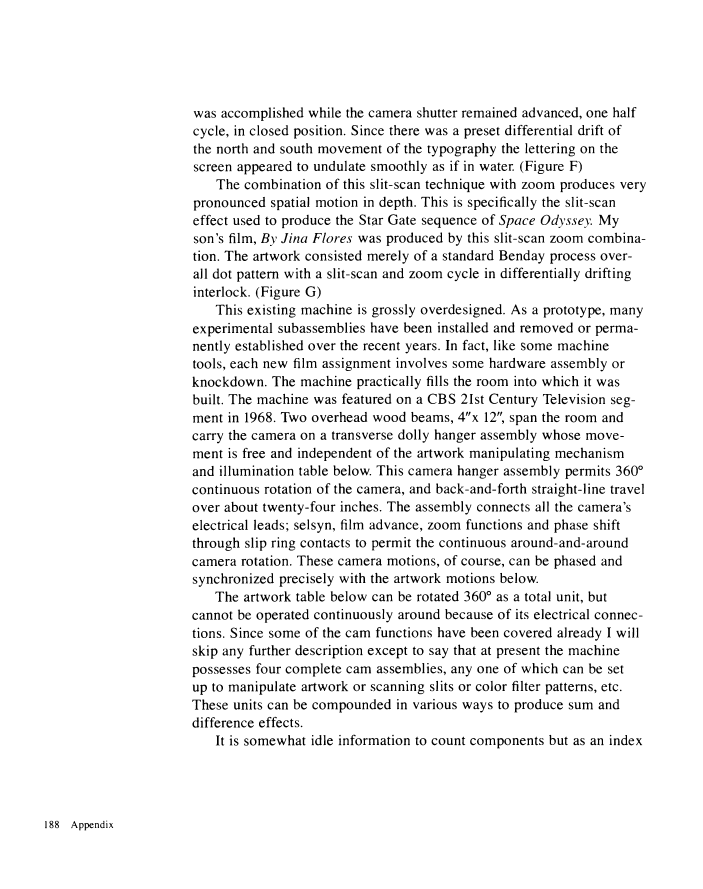 was accomplished while the camera shutter remained advanced, one half
cycle, in closed position. Since there was a preset differential drift of
the north and south movement of the typography the lettering on the
screen appeared to undulate smoothly as if in water. (Figure F)
The combination of this slit-scan technique with zoom produces very
pronounced spatial motion in depth. This is specifically the slit-scan
effect used to produce the Star Gate sequence of Space Odyssey. My
son's film, By Jina Flores was produced by this slit-scan zoom combina-
tion. The artwork consisted merely of a standard Benday process over-
all dot pattern with a slit-scan and zoom cycle in differentially drifting
interlock. (Figure G)
This existing machine is grossly overdesigned. As a prototype, many
experimental subassemblies have been installed and removed or perma-
nently established over the recent years. In fact, like some machine
tools, each new film assignment involves some hardware assembly or
knockdown. The machine practically fills the room into which it was
built. The machine was featured on a CBS 21st Century Television seg-
ment in 1968. Two overhead wood beams, 4″x 12″, span the room and
carry the camera on a transverse dolly hanger assembly whose move-
ment is free and independent of the artwork manipulating mechanism
and illumination table below. This camera hanger assembly permits 360°
continuous rotation of the camera, and back-and-forth straight-line travel
over about twenty-four inches. The assembly connects all the camera's
electrical leads; selsyn, film advance, zoom functions and phase shift
through slip ring contacts to permit the continuous around-and-around
camera rotation. These camera motions, of course, can be phased and
synchronized precisely with the artwork motions below.
The artwork table below can be rotated 360° as a total unit, but
cannot be operated continuously around because of its electrical connec-
tions. Since some of the cam functions have been covered already I will
skip any further description except to say that at present the machine
possesses four complete cam assemblies, any one of which can be set
up to manipulate artwork or scanning slits or color filter patterns, etc.
These units can be compounded in various ways to produce sum and
difference effects.
It is somewhat idle information to count components but as an index
188 Appendix